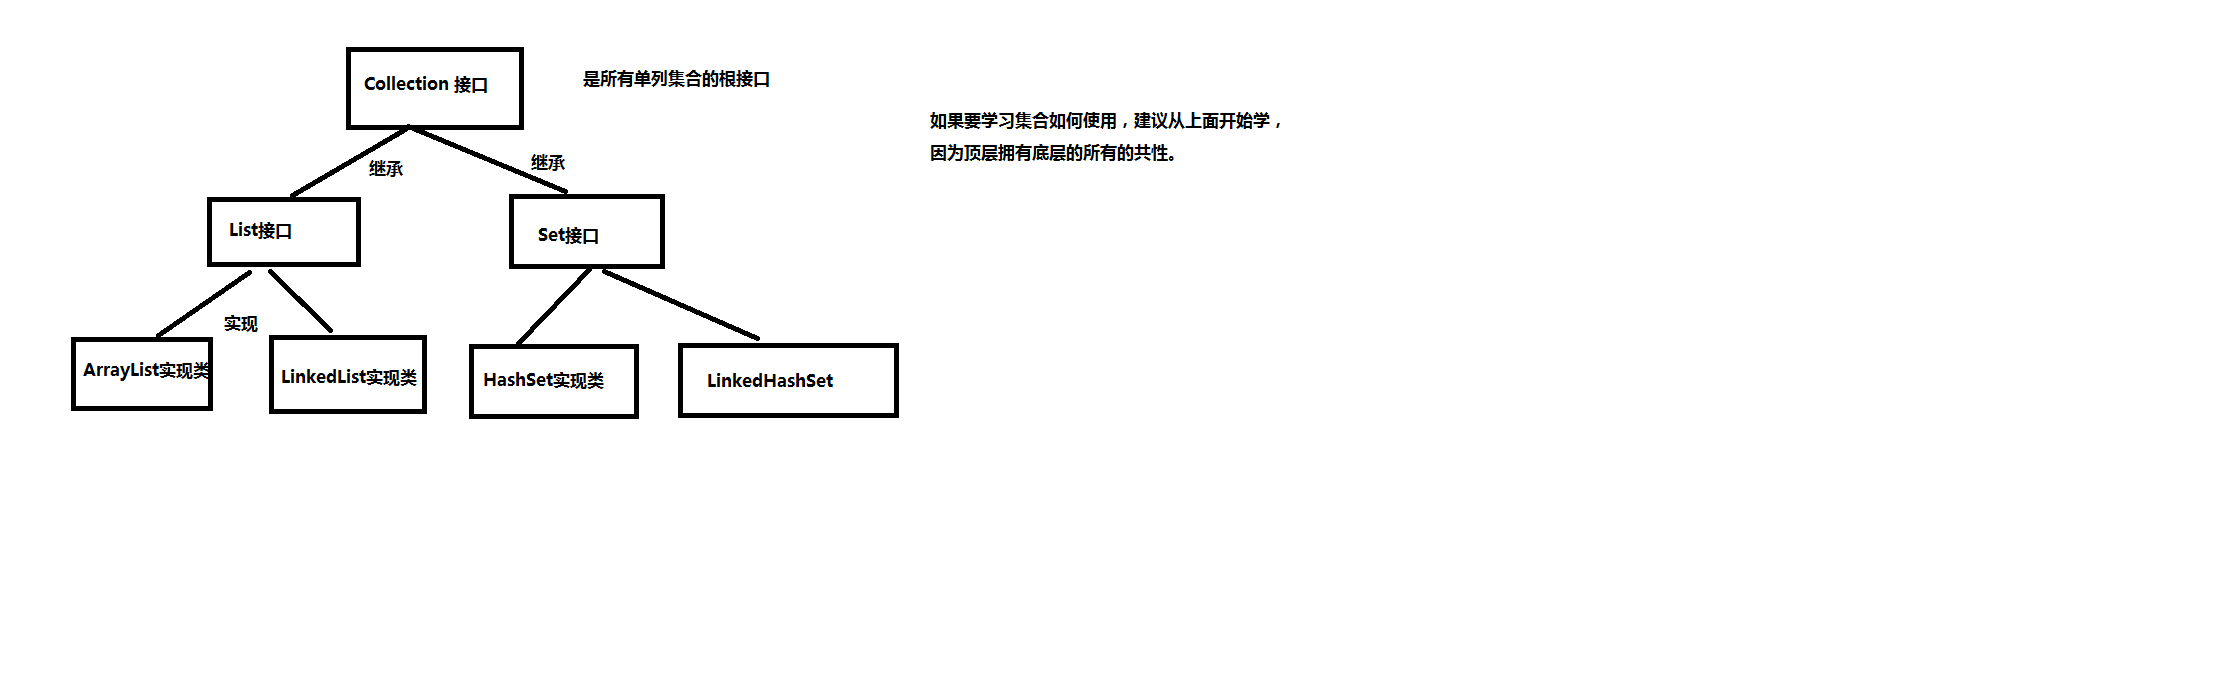 Collection 接口
是所有单列集合的根接口
如果要学习集合如何使用，建议从上面开始学，
因为顶层拥有底层的所有的共性。
继承
继承
List接口
Set接口
实现
ArrayList实现类
LinkedList实现类
HashSet实现类
LinkedHashSet